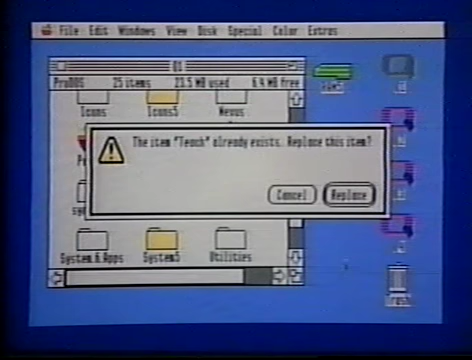 File Edit Windows View Disk Special Color Extras
ProDOS 25 items 23.5 MB used 6.4 MB free
Icons Icons5 Nexus
The item "Teach" already exists. Replace this item?
Cancel Replace
System.6.Apps System5 Utilities
Trash